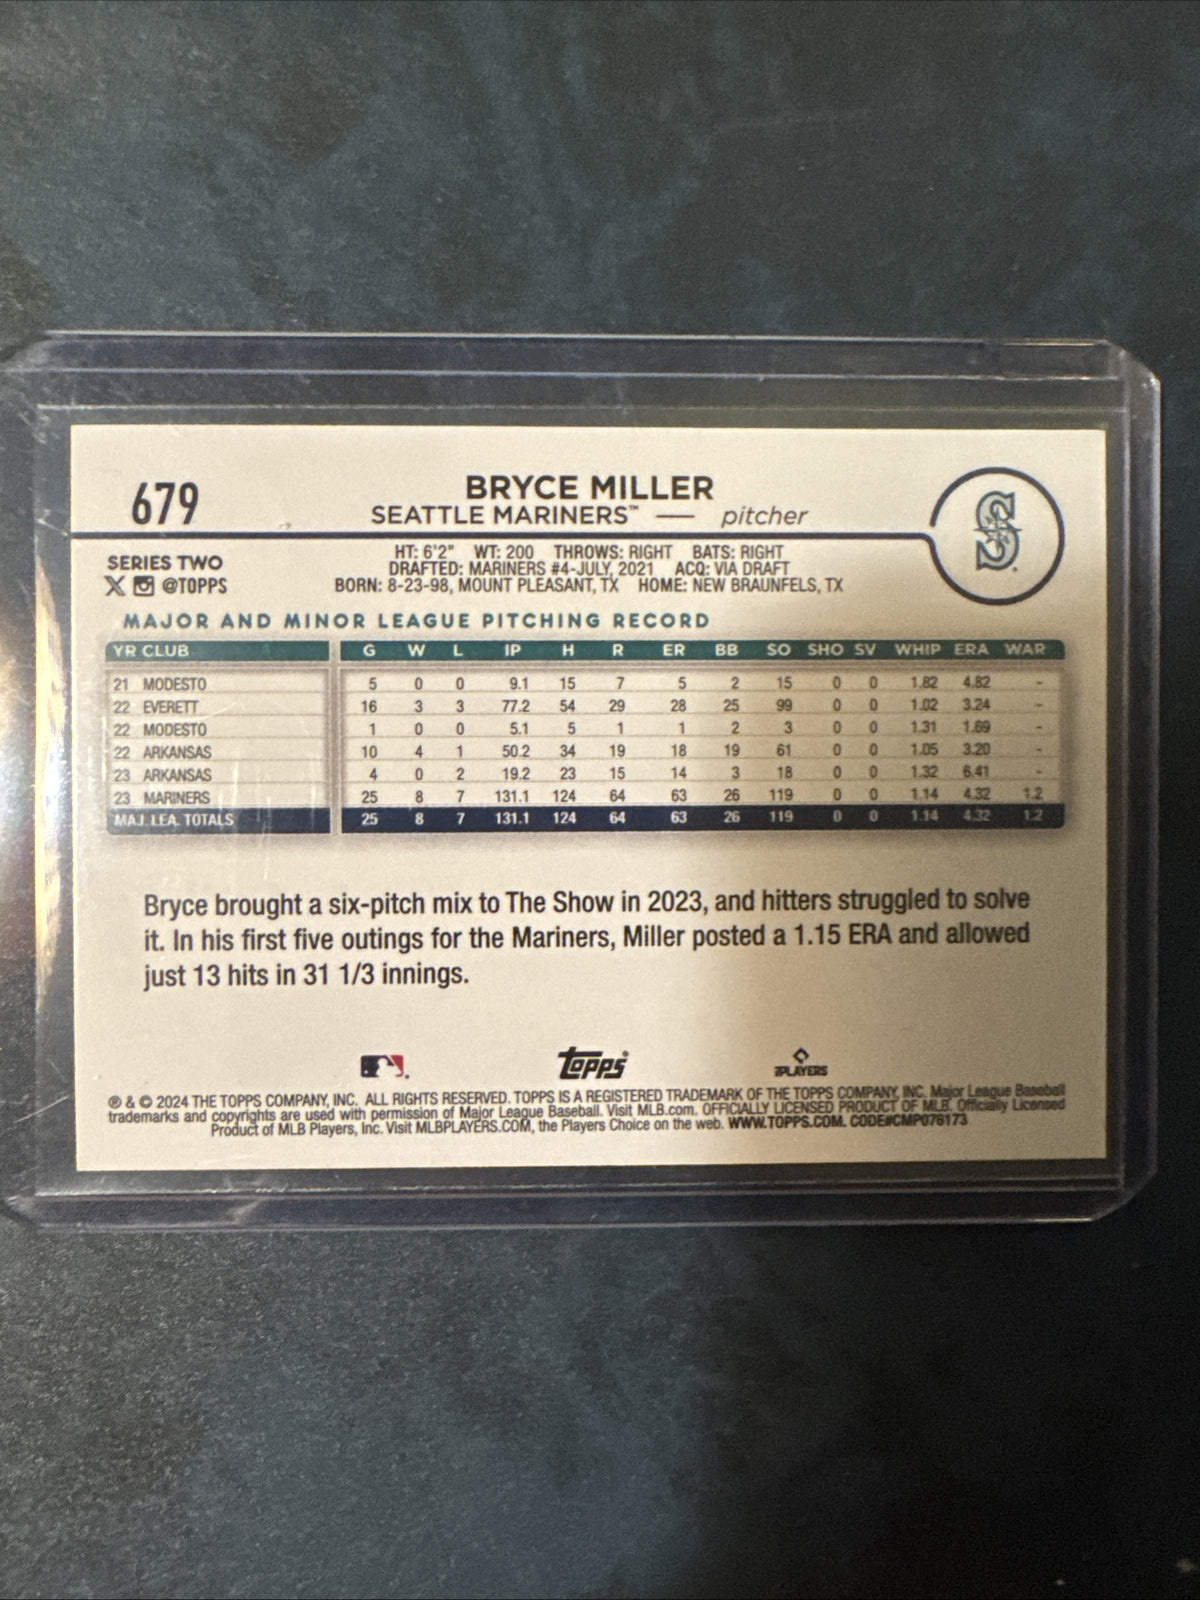 679
BRYCE MILLER
SEATTLE MARINERS™ — pitcher
S
SERIES TWO
@TOPPS
HT: 6'2" WT: 200 THROWS: RIGHT BATS: RIGHT
DRAFTED: MARINERS #4-JULY, 2021 ACQ: VIA DRAFT
BORN: 8-23-98, MOUNT PLEASANT, TX HOME: NEW BRAUNFELS, TX
MAJOR AND MINOR LEAGUE PITCHING RECORD
YR CLUB G W L IP H R ER BB SO SHO SV WHIP ERA WAR
21 MODESTO 5 0 0 9.1 15 7 5 2 15 0 0 1.82 4.82 -
22 EVERETT 16 3 3 77.2 54 29 28 25 99 0 0 1.02 3.24 -
22 MODESTO 1 0 0 5.1 5 1 1 2 3 0 0 1.31 1.69 -
22 ARKANSAS 10 4 1 50.2 34 19 18 19 61 0 0 1.05 3.20 -
23 ARKANSAS 4 0 2 19.2 23 15 14 3 18 0 0 1.32 6.41 -
23 MARINERS 25 8 7 131.1 124 64 63 26 119 0 0 1.14 4.32 1.2
MAJ. LEA. TOTALS 25 8 7 131.1 124 64 63 26 119 0 0 1.14 4.32 1.2
Bryce brought a six-pitch mix to The Show in 2023, and hitters struggled to solve
it. In his first five outings for the Mariners, Miller posted a 1.15 ERA and allowed
just 13 hits in 31 1/3 innings.
Topps®
PLAYERS
® & © 2024 THE TOPPS COMPANY, INC. ALL RIGHTS RESERVED. TOPPS IS A REGISTERED TRADEMARK OF THE TOPPS COMPANY, INC. Major League Baseball
trademarks and copyrights are used with permission of Major League Baseball. Visit MLB.com. OFFICIALLY LICENSED PRODUCT OF MLB. Officially Licensed
Product of MLB Players, Inc. Visit MLBPLAYERS.COM, the Players Choice on the web. WWW.TOPPS.COM. CODE#CMP076173